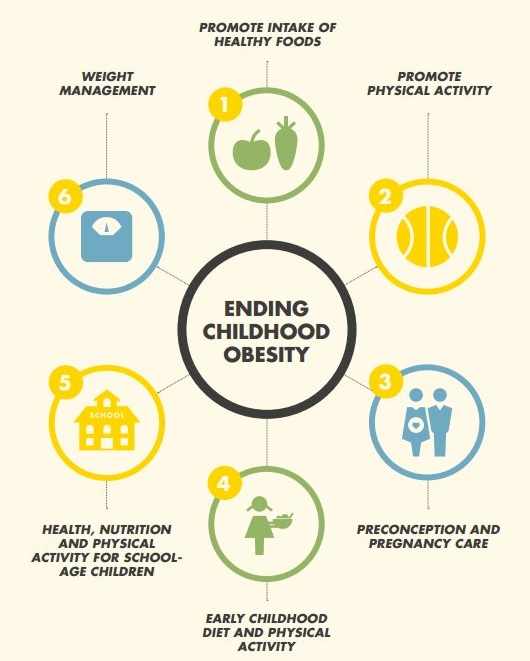 PROMOTE INTAKE OF
HEALTHY FOODS
1
PROMOTE
PHYSICAL ACTIVITY
2
PRECONCEPTION AND
PREGNANCY CARE
3
EARLY CHILDHOOD
DIET AND PHYSICAL
ACTIVITY
4
HEALTH, NUTRITION
AND PHYSICAL
ACTIVITY FOR SCHOOL-
AGE CHILDREN
5
SCHOOL
WEIGHT
MANAGEMENT
6
ENDING
CHILDHOOD
OBESITY